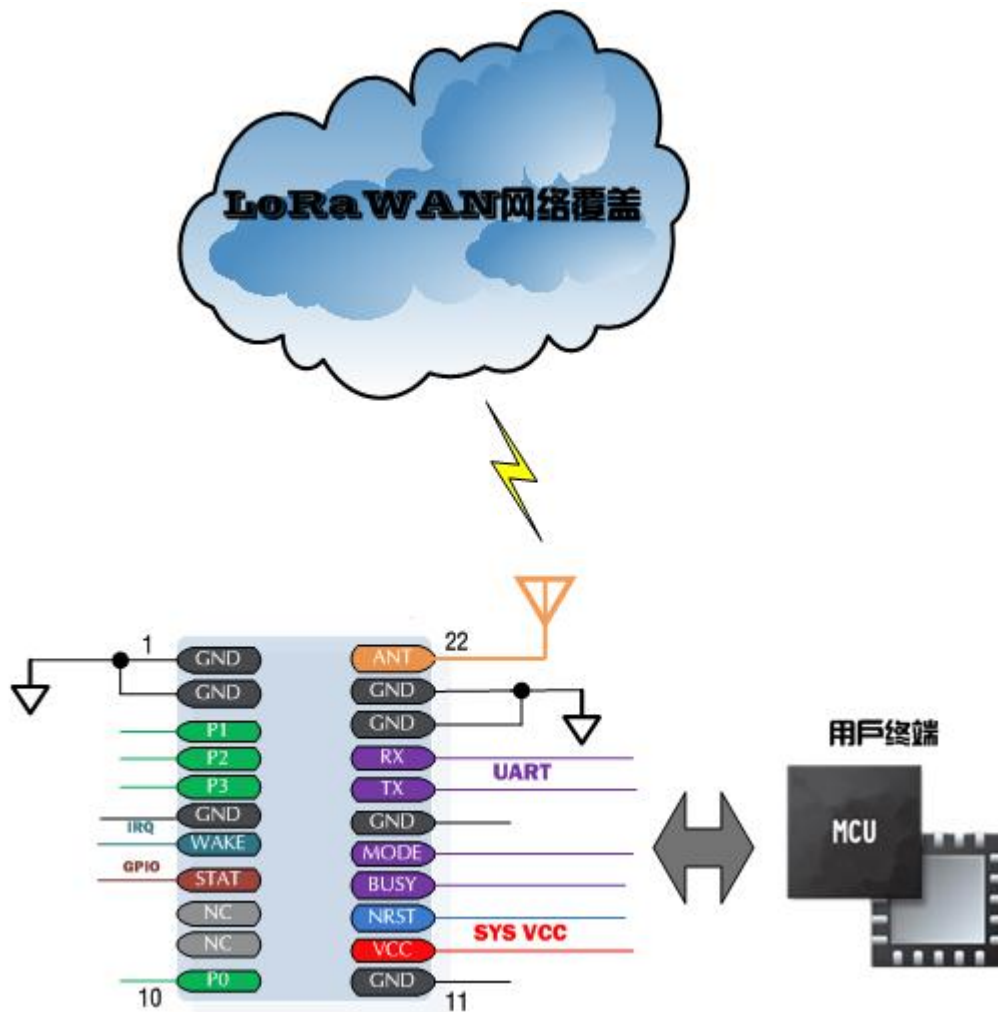 LoRaWAN网络覆盖
1
22
GND
ANT
GND
GND
GND
P1
RX
P2
UART
P3
TX
GND
GND
IRQ
WAKE
MODE
GPIO
STAT
BUSY
NC
NRST
NC
SYS VCC
VCC
P0
GND
10
11
用戶终端
MCU